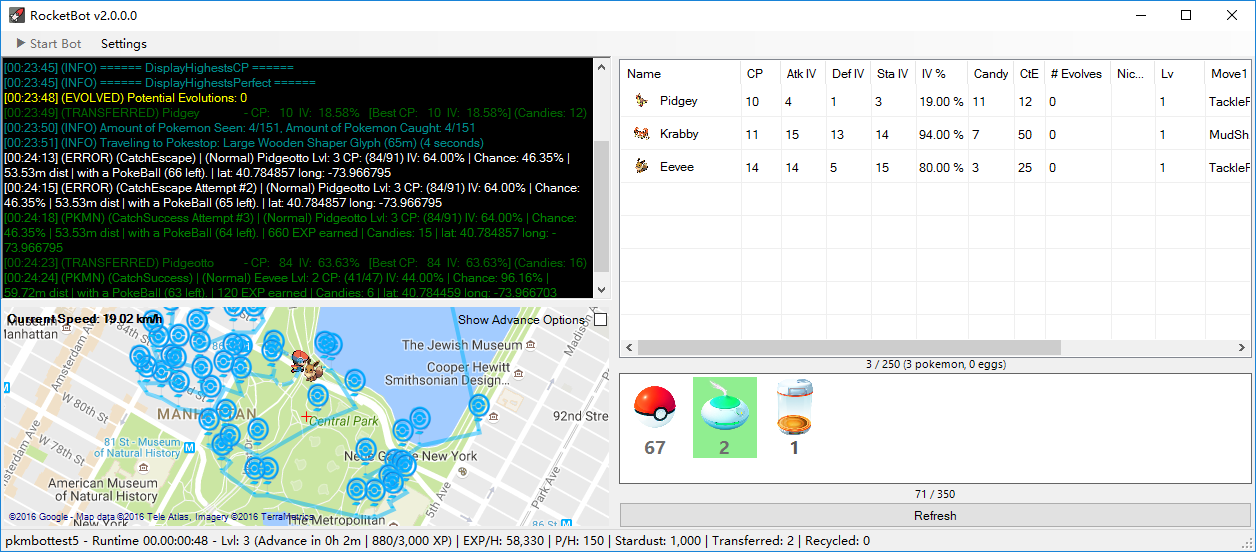 RocketBot v2.0.0.0
Start Bot Settings
[00:23:45] (INFO) ====== DisplayHighestsCP ======
[00:23:45] (INFO) ====== DisplayHighestsPerfect ======
[00:23:48] (EVOLVED) Potential Evolutions: 0
[00:23:49] (TRANSFERRED) Pidgey - CP: 10 IV: 18.58% [Best CP: 10 IV: 18.58%] (Candies: 12)
[00:23:50] (INFO) Amount of Pokemon Seen: 4/151, Amount of Pokemon Caught: 4/151
[00:23:51] (INFO) Traveling to Pokestop: Large Wooden Shaper Glyph (65m) (4 seconds)
[00:24:13] (ERROR) (CatchEscape) | (Normal) Pidgeotto Lvl: 3 CP: (84/91) IV: 64.00% | Chance: 46.35% |
53.53m dist | with a PokeBall (66 left). | lat: 40.784857 long: -73.966795
[00:24:15] (ERROR) (CatchEscape Attempt #2) | (Normal) Pidgeotto Lvl: 3 CP: (84/91) IV: 64.00% | Chance:
46.35% | 53.53m dist | with a PokeBall (65 left). | lat: 40.784857 long: -73.966795
[00:24:18] (PKMN) (CatchSuccess Attempt #3) | (Normal) Pidgeotto Lvl: 3 CP: (84/91) IV: 64.00% | Chance:
46.35% | 53.53m dist | with a PokeBall (64 left). | 660 EXP earned | Candies: 15 | lat: 40.784857 long: -
73.966795
[00:24:23] (TRANSFERRED) Pidgeotto - CP: 84 IV: 63.63% [Best CP: 84 IV: 63.63%] (Candies: 16)
[00:24:24] (PKMN) (CatchSuccess) | (Normal) Eevee Lvl: 2 CP: (41/47) IV: 44.00% | Chance: 96.16% |
59.72m dist | with a PokeBall (63 left). | 120 EXP earned | Candies: 6 | lat: 40.784459 long: -73.966703
Name CP Atk IV Def IV Sta IV IV % Candy CtE # Evolves Nic... Lv Move1
Pidgey 10 4 1 3 19.00 % 11 12 0 1 TackleF
Krabby 11 15 13 14 94.00 % 7 50 0 1 MudSh
Eevee 14 14 5 15 80.00 % 3 25 0 1 TackleF
3 / 250 (3 pokemon, 0 eggs)
67 2 1
71 / 350
Refresh
Current Speed: 19.02 km/h
Show Advance Options
Museum
Manhattan
Amsterdam Ave
W 80th St
W 78th St
MANHATTAN
81 St - Museum
of Natural History
American Museum
of Natural History
Central Park
The Jewish Museum
Cooper Hewitt
Smithsonian Design...
Madison
92nd Stre
New York
Park Ave
5th Ave
The Metropolitan
86 St
©2016 Google - Map data ©2016 Tele Atlas, Imagery ©2016 TerraMetrics
pkmbottest5 - Runtime 00.00:00:48 - Lvl: 3 (Advance in 0h 2m | 880/3,000 XP) | EXP/H: 58,330 | P/H: 150 | Stardust: 1,000 | Transferred: 2 | Recycled: 0